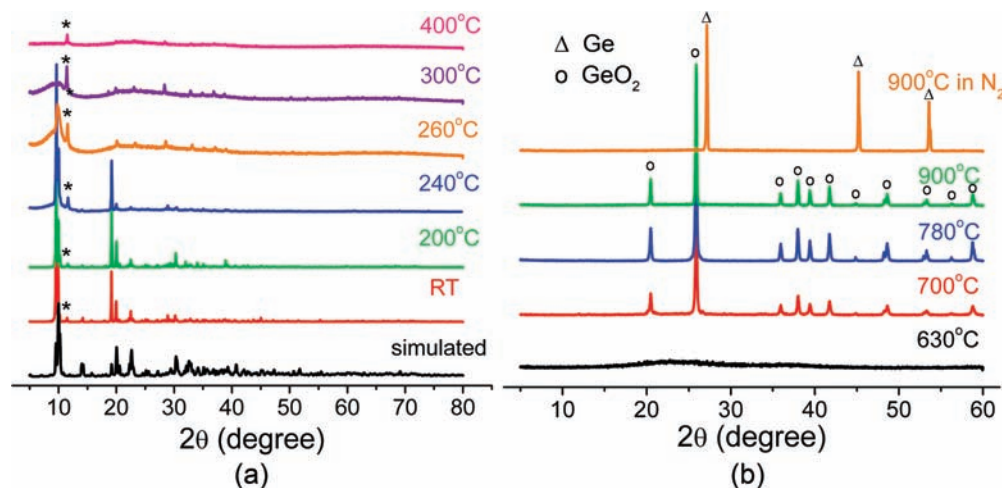 *
400°C
*
300°C
*
*
260°C
*
240°C
*
200°C
*
RT
simulated
10 20 30 40 50 60 70 80
2θ (degree)
(a)
Δ
Δ Ge
o GeO₂
o
Δ
900°C in N₂
Δ
o o o o o o o o o o
900°C
780°C
700°C
630°C
10 20 30 40 50 60
2θ (degree)
(b)